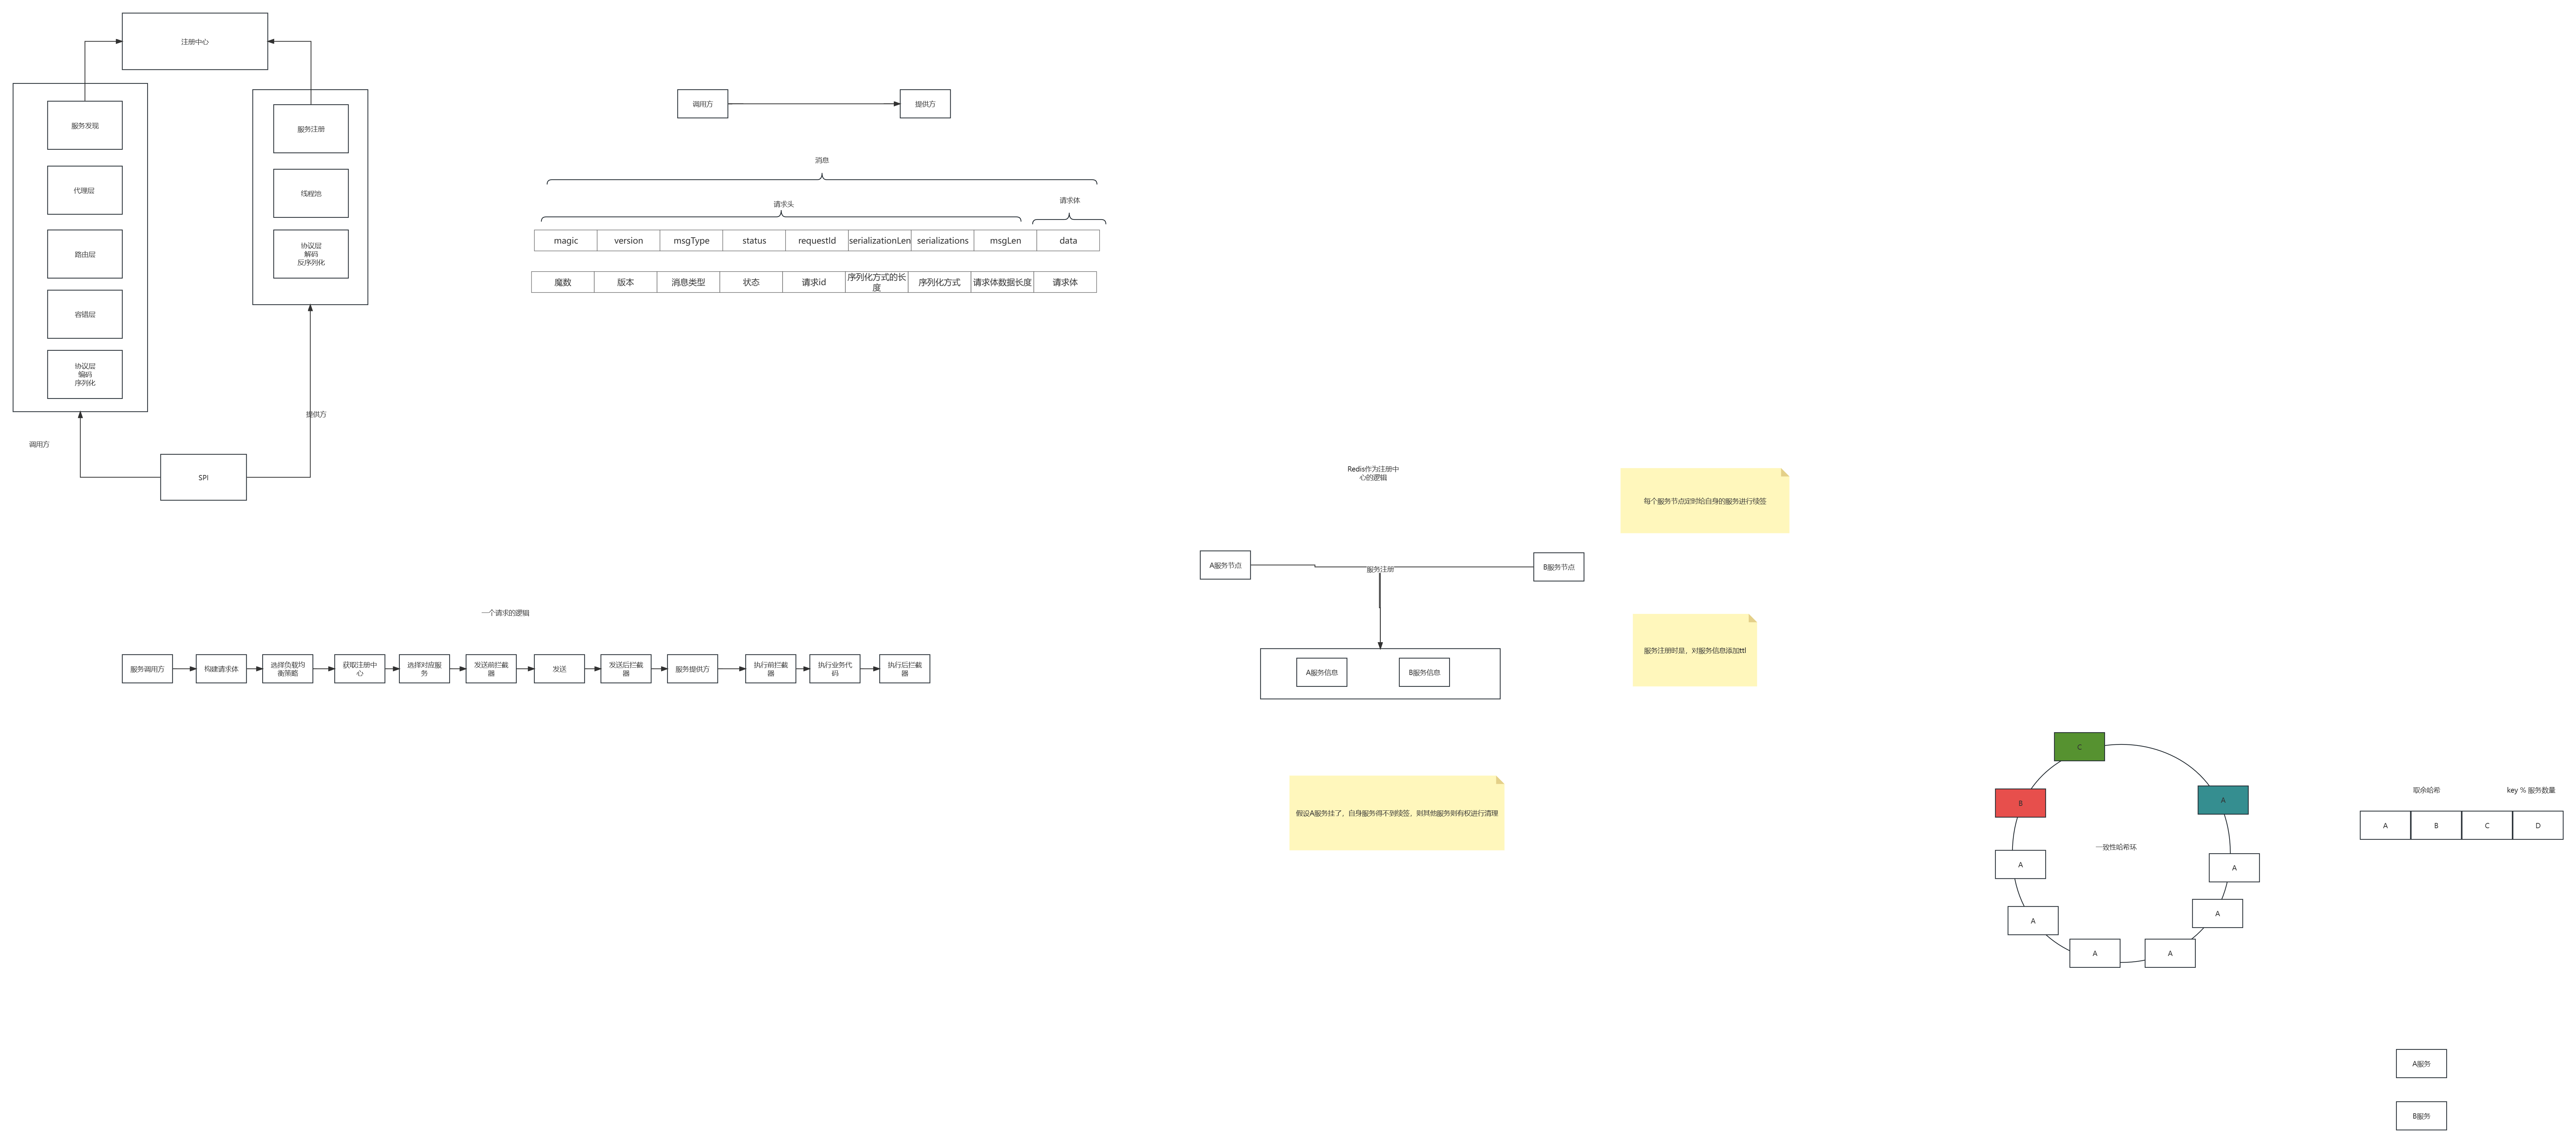 注册中心
服务发现
代理层
路由层
容错层
协议层
编码
序列化
调用方
服务注册
线程池
协议层
解码
反序列化
提供方
SPI
调用方
提供方
消息
请求头
请求体
magic
version
msgType
status
requestId
serializationLen
serializations
msgLen
data
魔数
版本
消息类型
状态
请求id
序列化方式的长
度
序列化方式
请求体数据长度
请求体
一个请求的逻辑
服务调用方
构建请求体
选择负载均
衡策略
获取注册中
心
选择对应服
务
发送前拦截
器
发送
发送后拦截
器
服务提供方
执行前拦截
器
执行业务代
码
执行后拦截
器
Redis作为注册中
心的逻辑
A服务节点
服务注册
B服务节点
A服务信息
B服务信息
每个服务节点定时给自身的服务进行续签
服务注册时是，对服务信息添加ttl
假设A服务挂了，自身服务得不到续签，则其他服务则有权进行清理
C
B
A
一致性哈希环
A
A
A
A
A
A
取余哈希
key % 服务数量
A
B
C
D
A服务
B服务